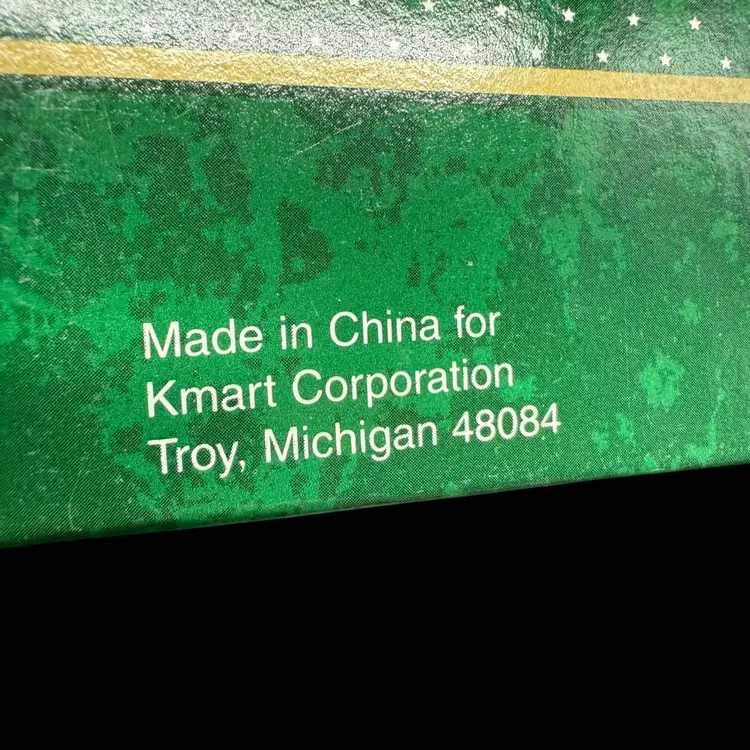 Made in China for
Kmart Corporation
Troy, Michigan 48084